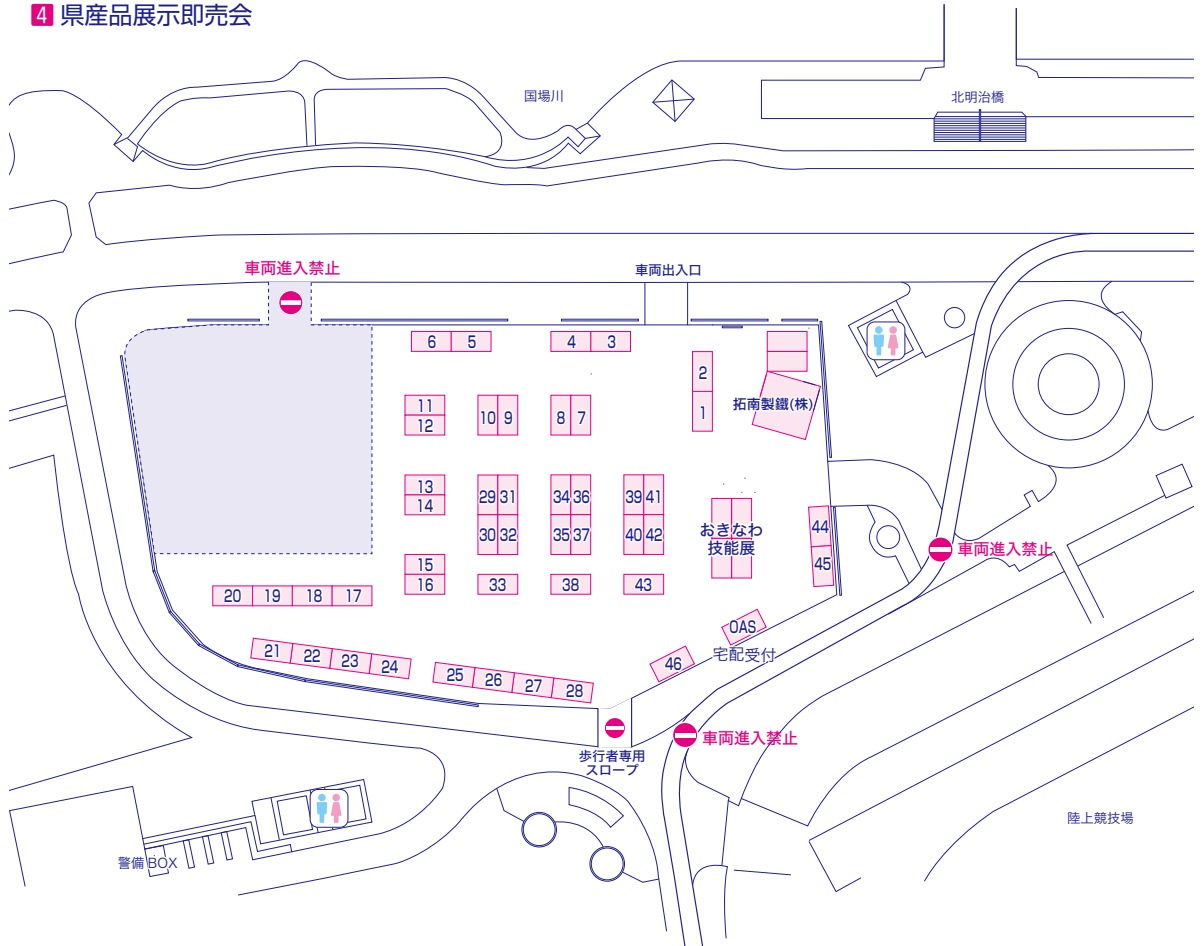 4 県産品展示即売会
国場川
北明治橋
車両進入禁止
車両出入口
6 5 4 3
2
1
拓南製鐵(株)
11
12
10 9 8 7
13
14
29 31 34 36 39 41
30 32 35 37 40 42
おきなわ
技能展
44
45
車両進入禁止
15
16
33 38 43
20 19 18 17
21 22 23 24
25 26 27 28
OAS
宅配受付
46
車両進入禁止
歩行者専用
スロープ
陸上競技場
警備BOX